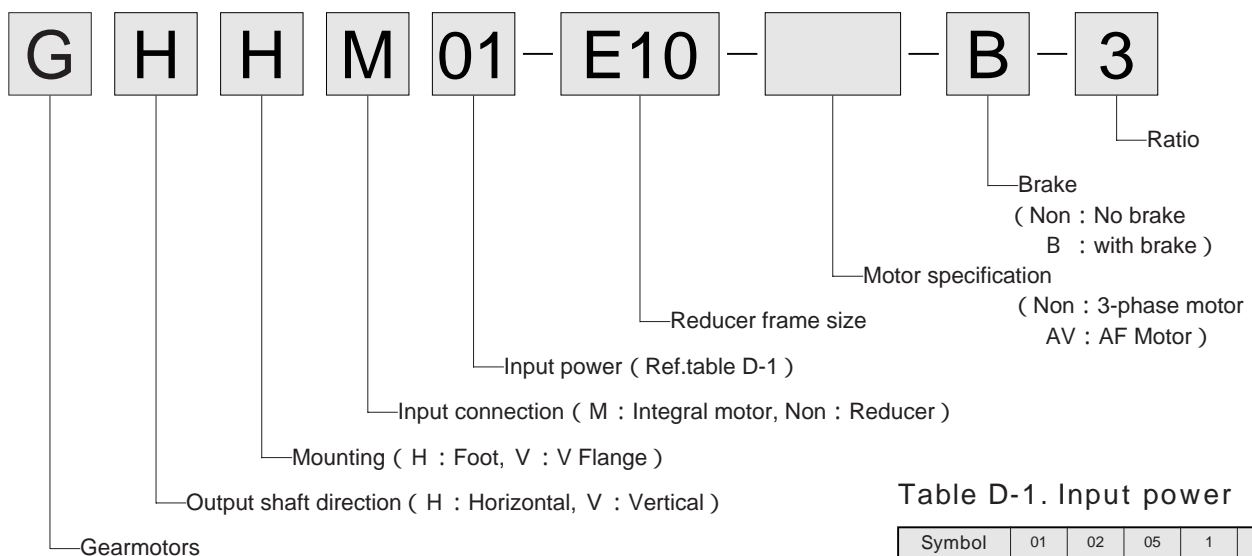 G H H M 01 - E10 - - B - 3
Ratio
Brake
( Non : No brake
B : with brake )
Motor specification
( Non : 3-phase motor
AV : AF Motor )
Reducer frame size
Input power ( Ref.table D-1 )
Input connection ( M : Integral motor, Non : Reducer )
Mounting ( H : Foot, V : V Flange )
Output shaft direction ( H : Horizontal, V : Vertical )
Gearmotors
Table D-1. Input power
Symbol 01 02 05 1